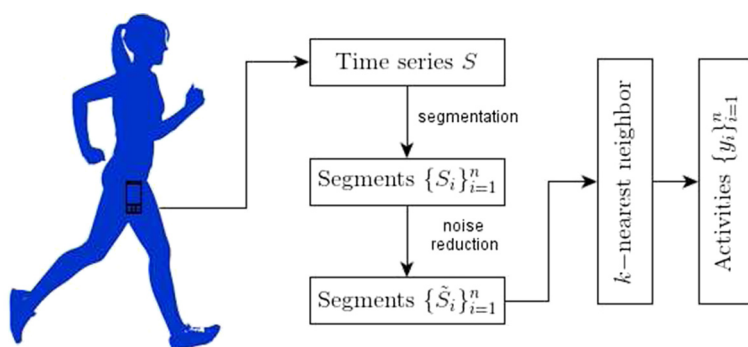 Time series S
segmentation
Segments {S_i}_{i=1}^n
noise
reduction
Segments {S̃_i}_{i=1}^n
k−nearest neighbor
Activities {y_i}_{i=1}^n